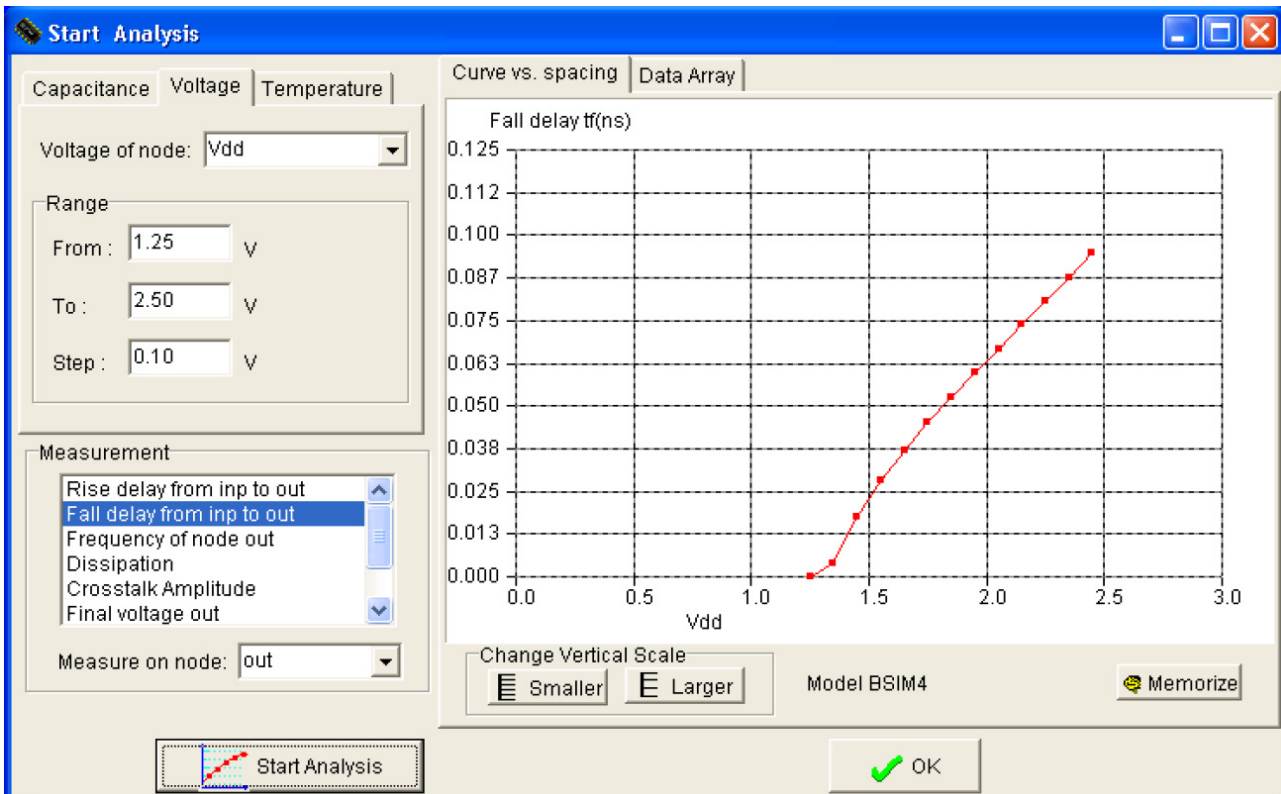 Start Analysis
Capacitance Voltage Temperature
Voltage of node: Vdd
Range
From : 1.25 V
To : 2.50 V
Step : 0.10 V
Measurement
Rise delay from inp to out
Fall delay from inp to out
Frequency of node out
Dissipation
Crosstalk Amplitude
Final voltage out
Measure on node: out
Start Analysis
Curve vs. spacing Data Array
Fall delay tf(ns)
0.125
0.112
0.100
0.087
0.075
0.063
0.050
0.038
0.025
0.013
0.000
0.0 0.5 1.0 1.5 2.0 2.5 3.0
Vdd
Change Vertical Scale
Smaller Larger
Model BSIM4
Memorize
OK